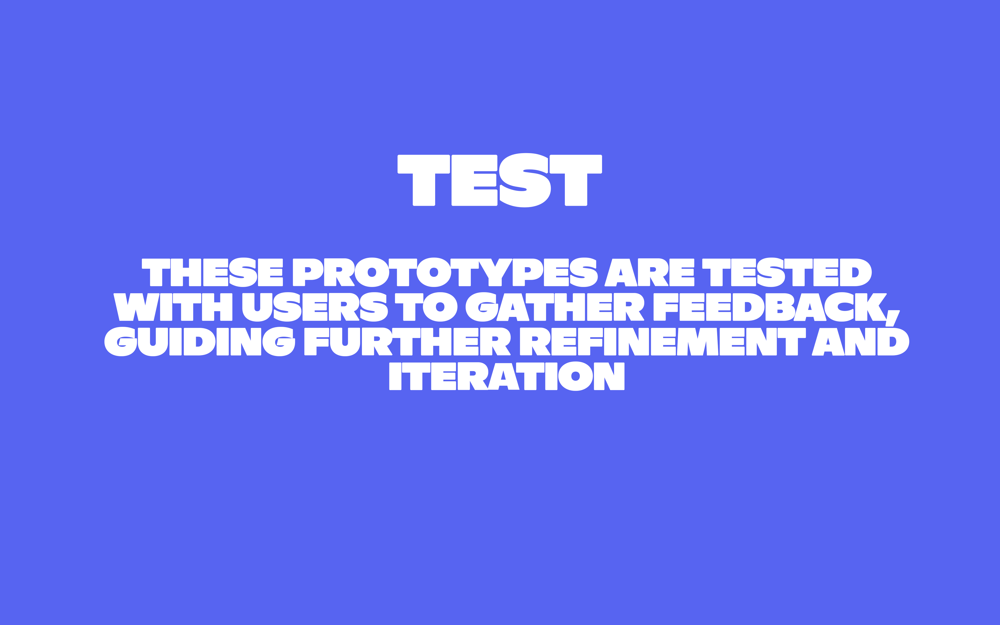 TEST
THESE PROTOTYPES ARE TESTED
WITH USERS TO GATHER FEEDBACK,
GUIDING FURTHER REFINEMENT AND
ITERATION